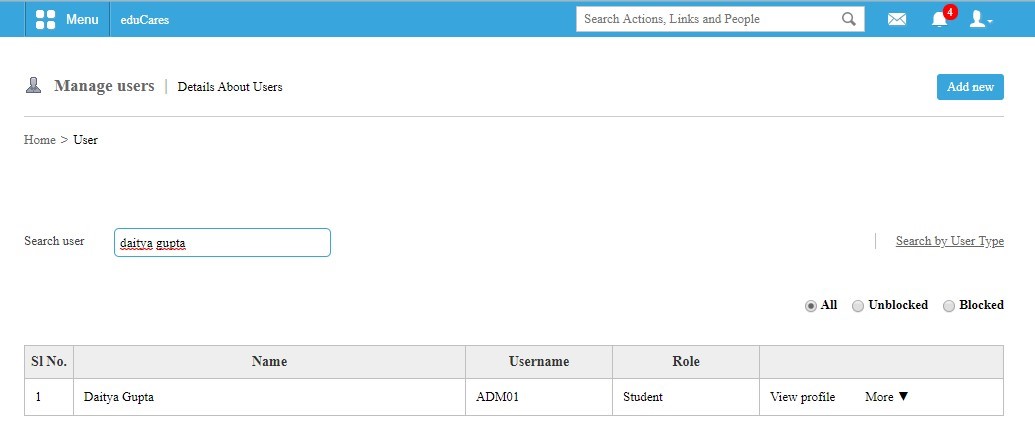 Menu eduCares Search Actions, Links and People 4
Manage users | Details About Users Add new
Home > User
Search user daitya gupta Search by User Type
All Unblocked Blocked
Sl No. Name Username Role
1 Daitya Gupta ADM01 Student View profile More ▼